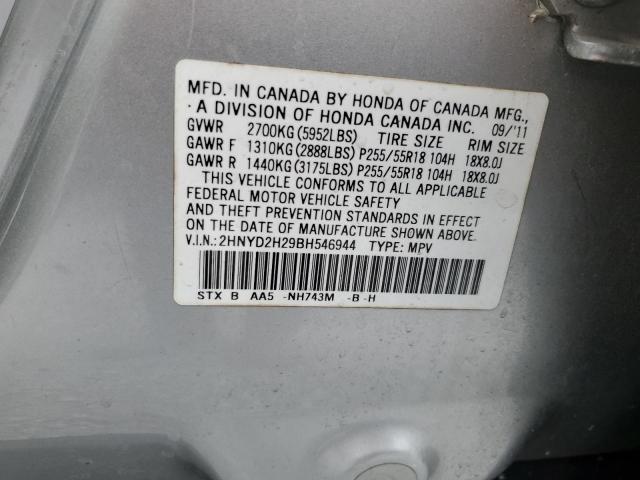 MFD. IN CANADA BY HONDA OF CANADA MFG.,
A DIVISION OF HONDA CANADA INC. 09/'11
GVWR 2700KG(5952LBS) TIRE SIZE RIM SIZE
GAWR F 1310KG(2888LBS) P255/55R18 104H 18X8.0J
GAWR R 1440KG(3175LBS) P255/55R18 104H 18X8.0J
THIS VEHICLE CONFORMS TO ALL APPLICABLE
FEDERAL MOTOR VEHICLE SAFETY
AND THEFT PREVENTION STANDARDS IN EFFECT
ON THE DATE OF MANUFACTURE SHOWN ABOVE.
V.I.N.: 2HNYD2H29BH546944 TYPE: MPV
STX B AA5 -NH743M -B -H